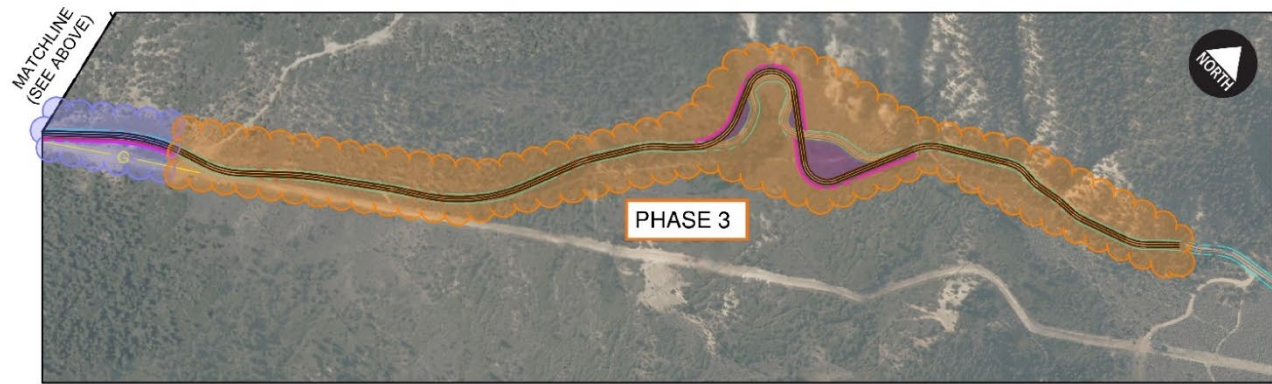 MATCHLINE
(SEE ABOVE)
NORTH
G
PHASE 3